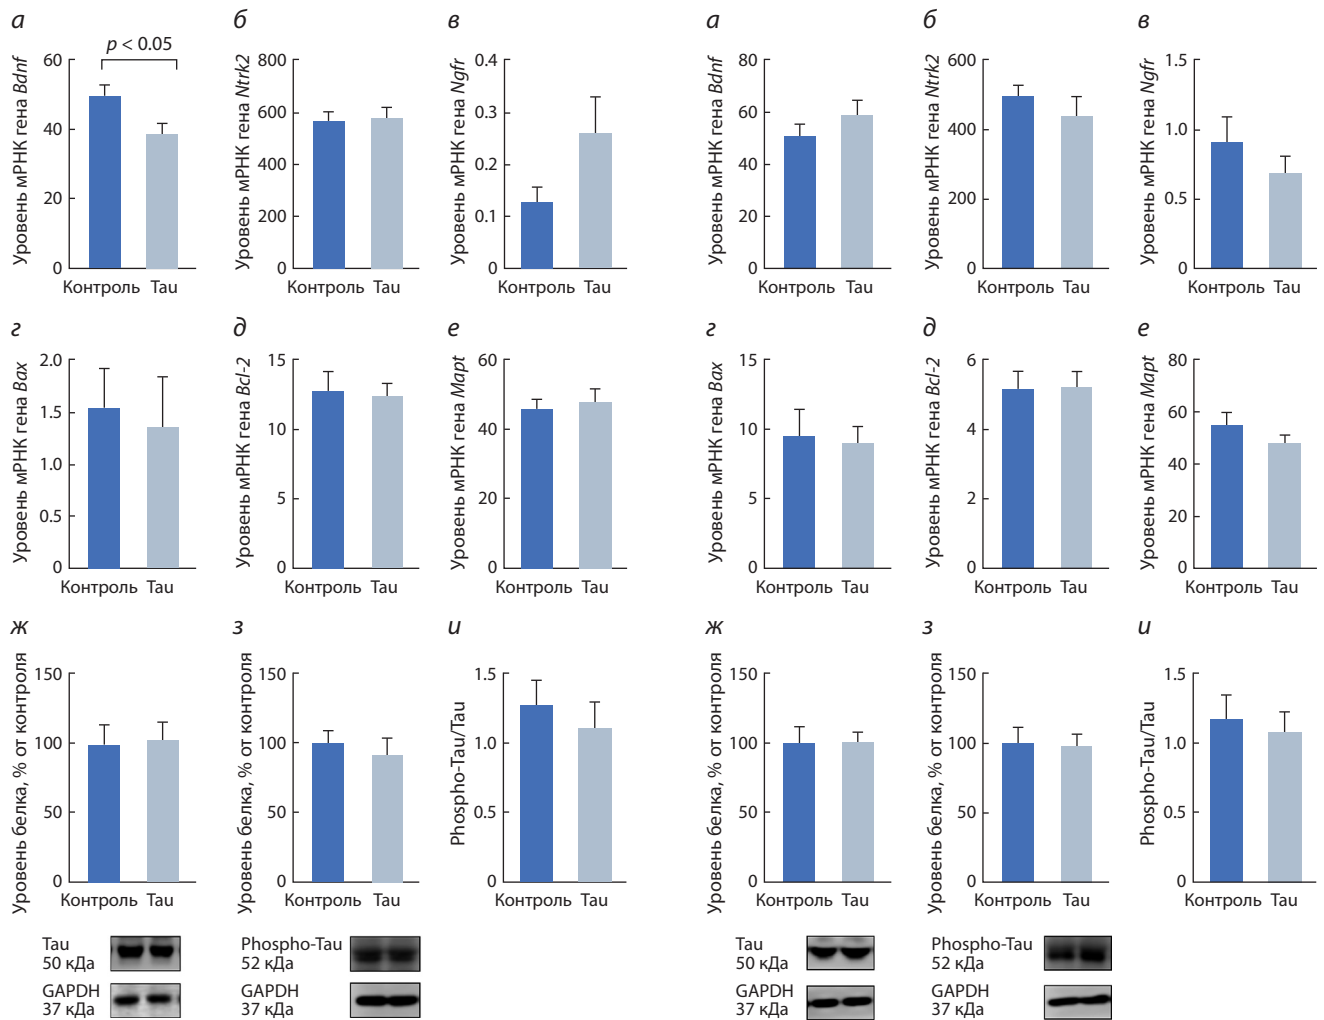 а
Уровень мРНК гена Bdnf
p < 0.05
60
40
20
0
Контроль Tau
б
Уровень мРНК гена Ntrk2
800
600
400
200
0
Контроль Tau
в
Уровень мРНК гена Ngfr
0.4
0.3
0.2
0.1
0
Контроль Tau
а
Уровень мРНК гена Bdnf
80
60
40
20
0
Контроль Tau
б
Уровень мРНК гена Ntrk2
600
400
200
0
Контроль Tau
в
Уровень мРНК гена Ngfr
1.5
1.0
0.5
0
Контроль Tau
г
Уровень мРНК гена Bax
2.0
1.5
1.0
0.5
0
Контроль Tau
д
Уровень мРНК гена Bcl-2
15
10
5
0
Контроль Tau
е
Уровень мРНК гена Mapt
60
40
20
0
Контроль Tau
г
Уровень мРНК гена Bax
15
10
5
0
Контроль Tau
д
Уровень мРНК гена Bcl-2
6
4
2
0
Контроль Tau
е
Уровень мРНК гена Mapt
80
60
40
20
0
Контроль Tau
ж
Уровень белка, % от контроля
150
100
50
0
Контроль Tau
з
Уровень белка, % от контроля
150
100
50
0
Контроль Tau
и
Phospho-Tau/Tau
1.5
1.0
0.5
0
Контроль Tau
ж
Уровень белка, % от контроля
150
100
50
0
Контроль Tau
з
Уровень белка, % от контроля
150
100
50
0
Контроль Tau
и
Phospho-Tau/Tau
1.5
1.0
0.5
0
Контроль Tau
Tau
50 кДа
GAPDH
37 кДа
Phospho-Tau
52 кДа
GAPDH
37 кДа
Tau
50 кДа
GAPDH
37 кДа
Phospho-Tau
52 кДа
GAPDH
37 кДа